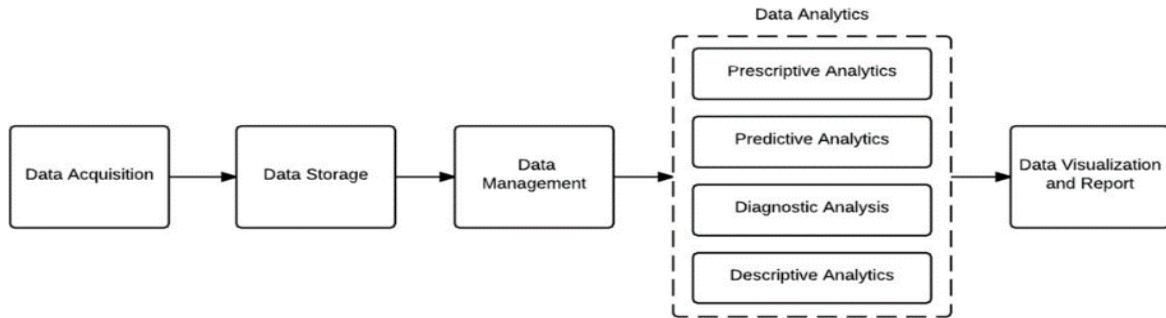 Data Analytics
Prescriptive Analytics
Predictive Analytics
Diagnostic Analysis
Descriptive Analytics
Data Acquisition
Data Storage
Data
Management
Data Visualization
and Report